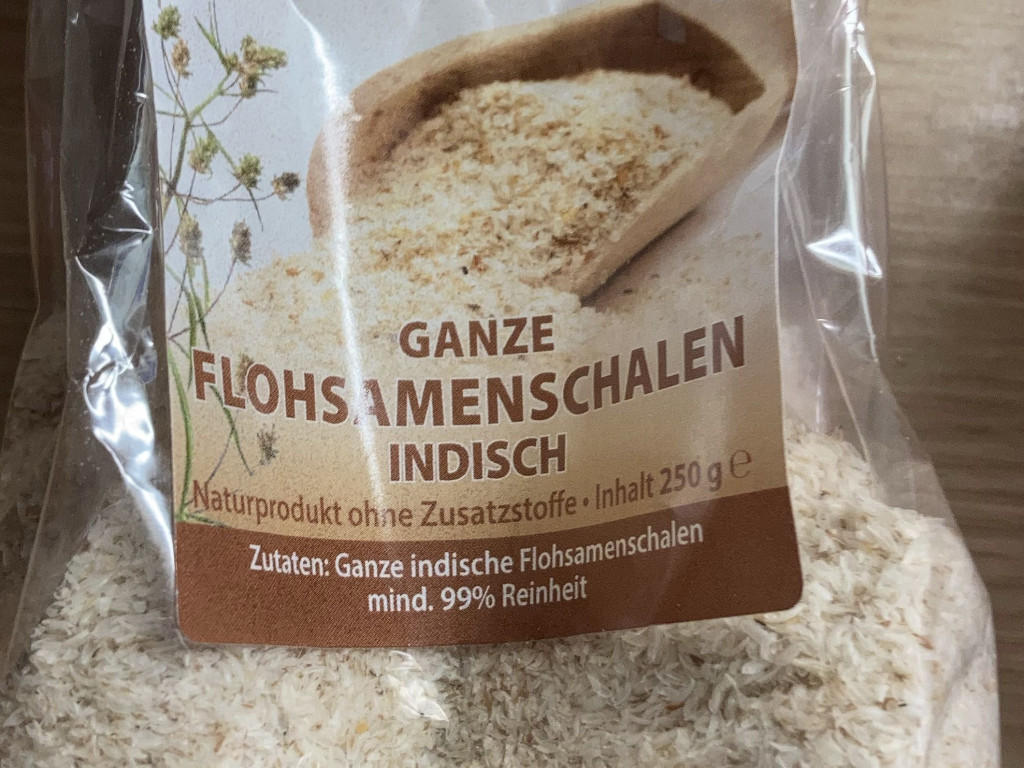 GANZE
FLOHSAMENSCHALEN
INDISCH
Naturprodukt ohne Zusatzstoffe • Inhalt 250 g ℮
Zutaten: Ganze indische Flohsamenschalen
mind. 99% Reinheit